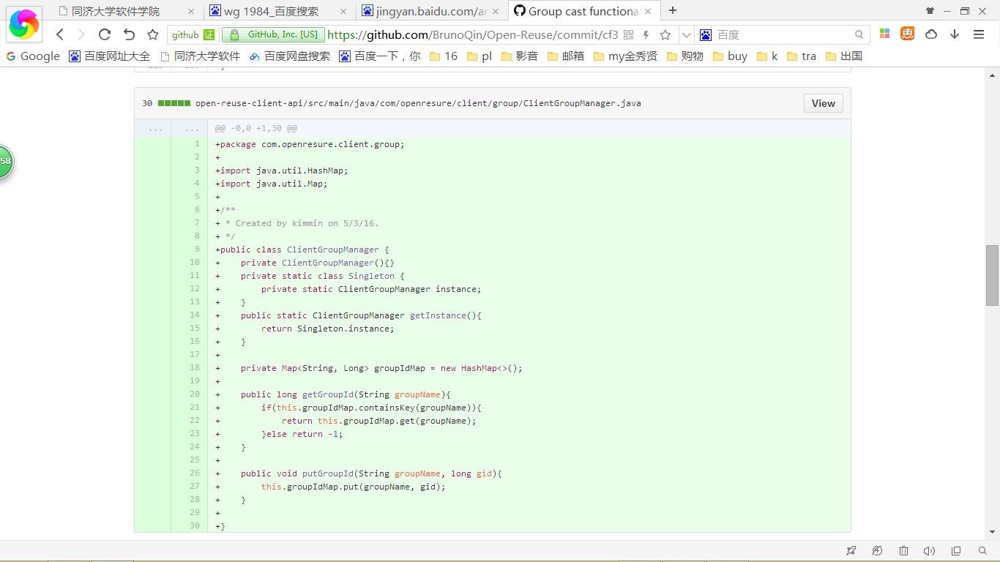 同济大学软件学院
wg 1984_百度搜索
jingyan.baidu.com/ar
Group cast functiona
github 证
GitHub, Inc. [US]
https://github.com/BrunoQin/Open-Reuse/commit/cf3
百度
惠
Google
百度网址大全
同济大学软件
百度网盘搜索
百度一下，你
16
pl
影音
邮箱
my金秀贤
购物
buy
k
tra
出国
58
30 open-reuse-client-api/src/main/java/com/openresure/client/group/ClientGroupManager.java
View
... ... @@ -0,0 +1,30 @@
1 +package com.openresure.client.group;
2 +
3 +import java.util.HashMap;
4 +import java.util.Map;
5 +
6 +/**
7 + * Created by kimmin on 5/3/16.
8 + */
9 +public class ClientGroupManager {
10 +    private ClientGroupManager(){}
11 +    private static class Singleton {
12 +        private static ClientGroupManager instance;
13 +    }
14 +    public static ClientGroupManager getInstance(){
15 +        return Singleton.instance;
16 +    }
17 +
18 +    private Map<String, Long> groupIdMap = new HashMap<>();
19 +
20 +    public long getGroupId(String groupName){
21 +        if(this.groupIdMap.containsKey(groupName)){
22 +            return this.groupIdMap.get(groupName);
23 +        }else return -1;
24 +    }
25 +
26 +    public void putGroupId(String groupName, long gid){
27 +        this.groupIdMap.put(groupName, gid);
28 +    }
29 +
30 +}